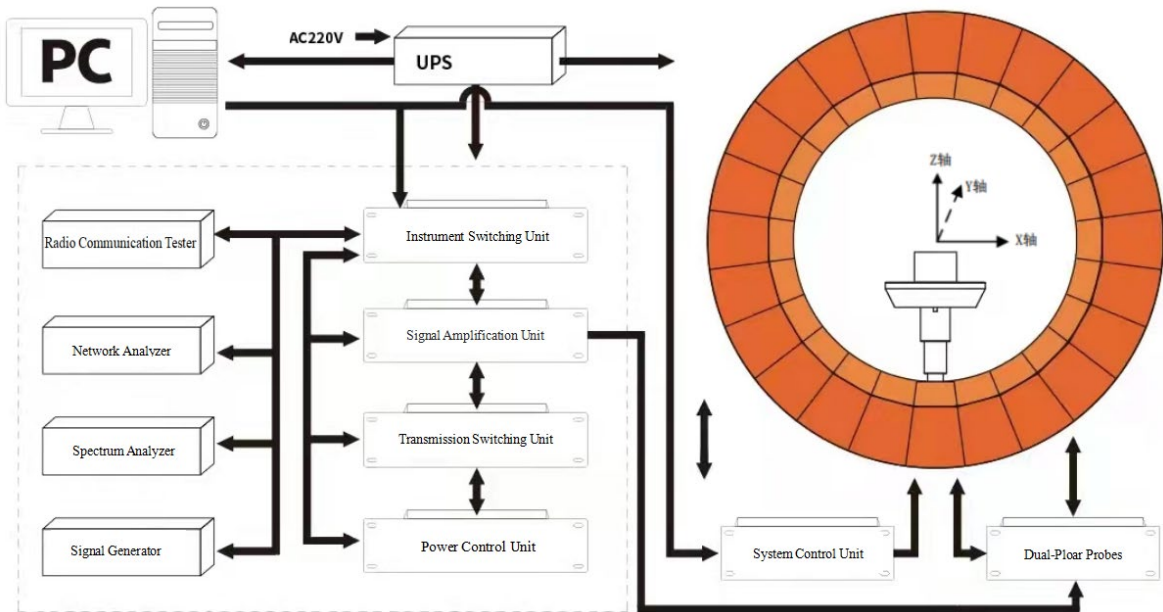 PC
AC220V
UPS
Z轴
Y轴
X轴
Radio Communication Tester
Instrument Switching Unit
Network Analyzer
Signal Amplification Unit
Spectrum Analyzer
Transmission Switching Unit
Signal Generator
Power Control Unit
System Control Unit
Dual-Ploar Probes